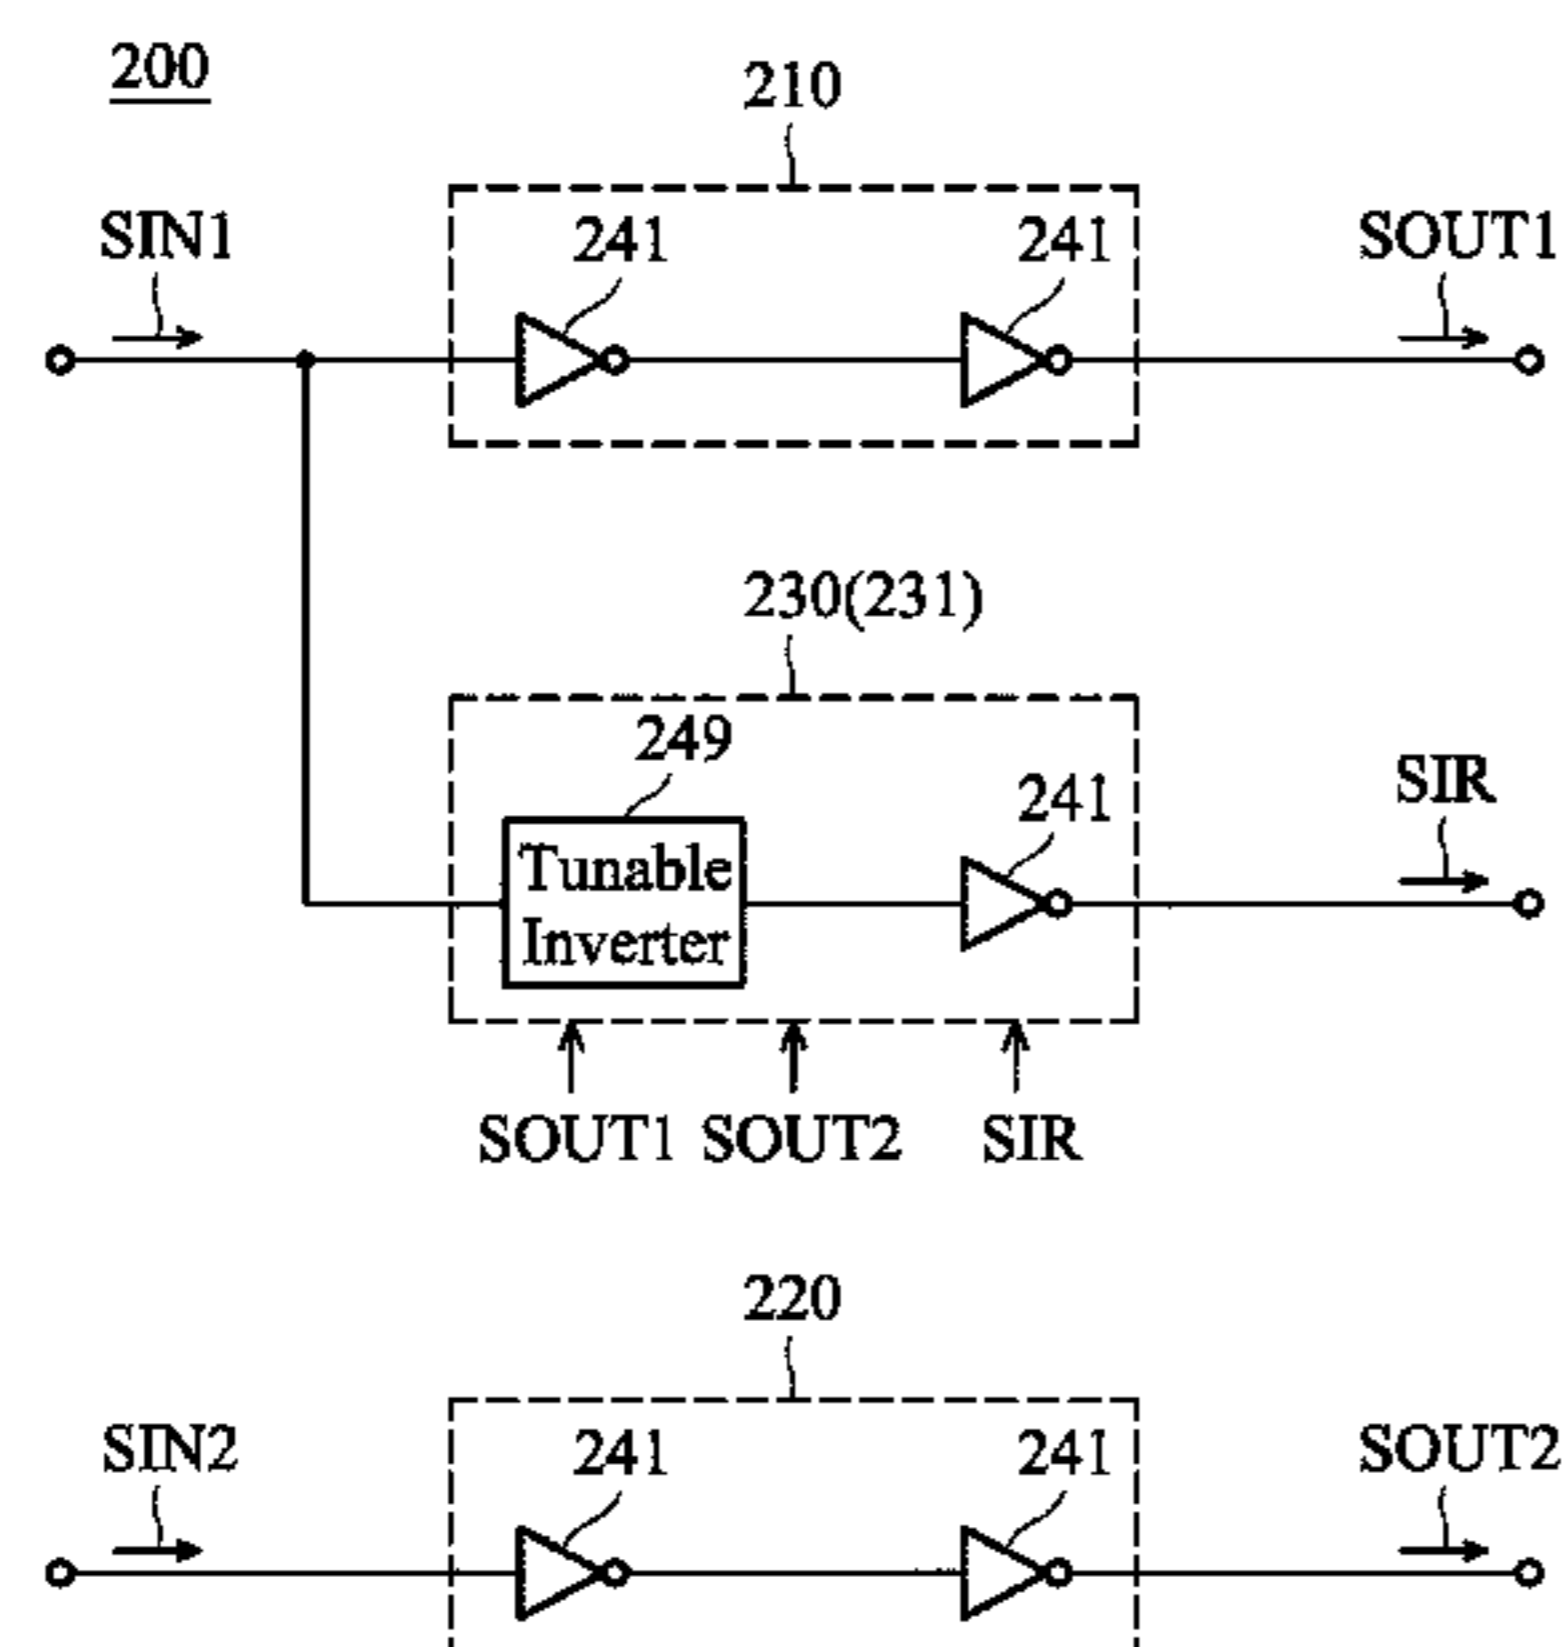 200
210
SIN1
241
241
SOUT1
230(231)
249
241
SIR
Tunable
Inverter
SOUT1 SOUT2 SIR
220
SIN2
241
241
SOUT2